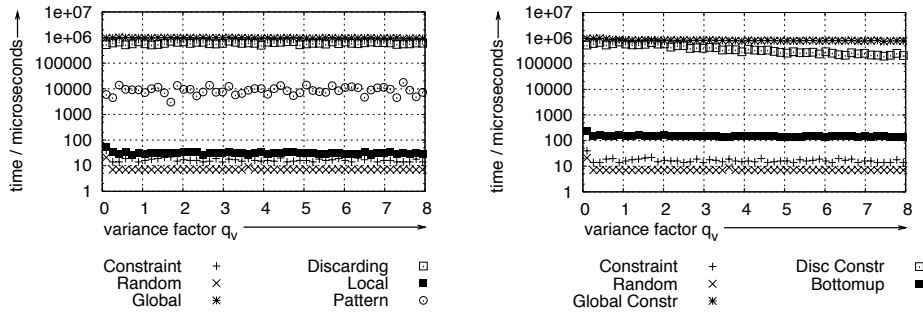 time / microseconds
1e+07
1e+06
100000
10000
1000
100
10
1
0 1 2 3 4 5 6 7 8
variance factor qv
Constraint
Random
Global
Discarding
Local
Pattern
time / microseconds
1e+07
1e+06
100000
10000
1000
100
10
1
0 1 2 3 4 5 6 7 8
variance factor qv
Constraint
Random
Global Constr
Disc Constr
Bottomup